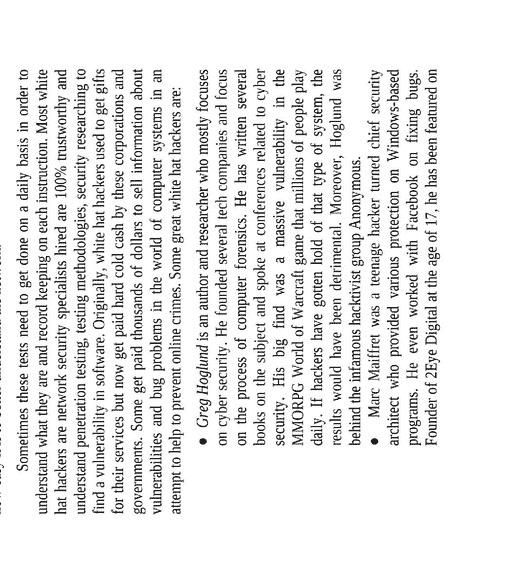 Sometimes these tests need to get done on a daily basis in order to
understand what they are and record keeping on each instruction. Most white
hat hackers are network security specialists hired are 100% trustworthy and
understand penetration testing, testing methodologies, security researching to
find a vulnerability in software. Originally, white hat hackers used to get gifts
for their services but now get paid hard cold cash by these corporations and
governments. Some get paid thousands of dollars to sell information about
vulnerabilities and bug problems in the world of computer systems in an
attempt to help to prevent online crimes. Some great white hat hackers are:
● Greg Hoglund is an author and researcher who mostly focuses
on cyber security. He founded several tech companies and focus
on the process of computer forensics. He has written several
books on the subject and spoke at conferences related to cyber
security. His big find was a massive vulnerability in the
MMORPG World of Warcraft game that millions of people play
daily. If hackers have gotten hold of that type of system, the
results would have been detrimental. Moreover, Hoglund was
behind the infamous hacktivist group Anonymous.
● Marc Maiffret was a teenage hacker turned chief security
architect who provided various protection on Windows-based
programs. He even worked with Facebook on fixing bugs.
Founder of 2Eye Digital at the age of 17, he has been featured on